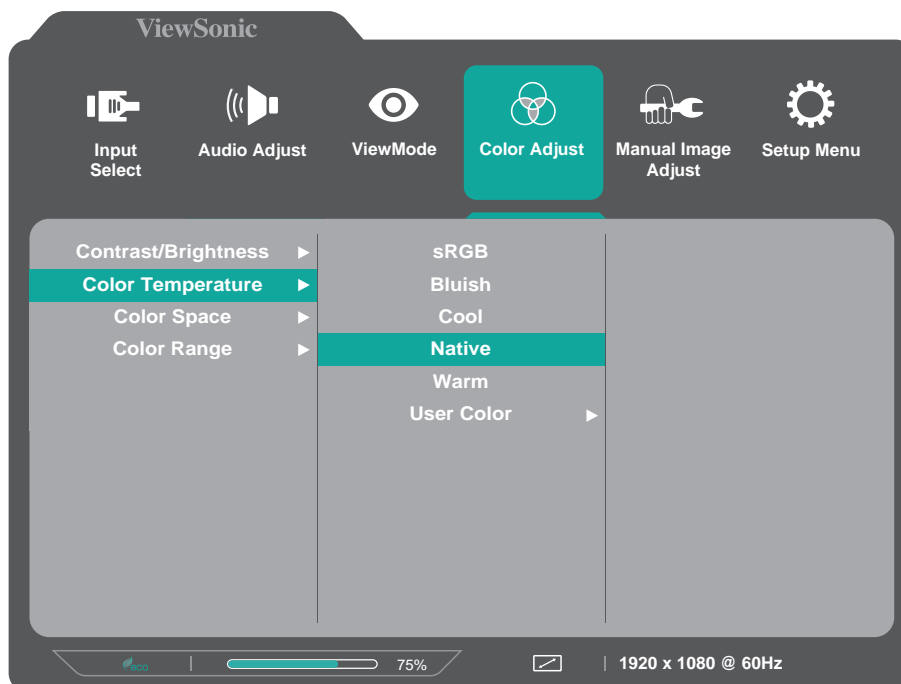 ViewSonic
Input
Select
Audio Adjust
ViewMode
Color Adjust
Manual Image
Adjust
Setup Menu
Contrast/Brightness
Color Temperature
Color Space
Color Range
sRGB
Bluish
Cool
Native
Warm
User Color
eco
75%
1920 x 1080 @ 60Hz